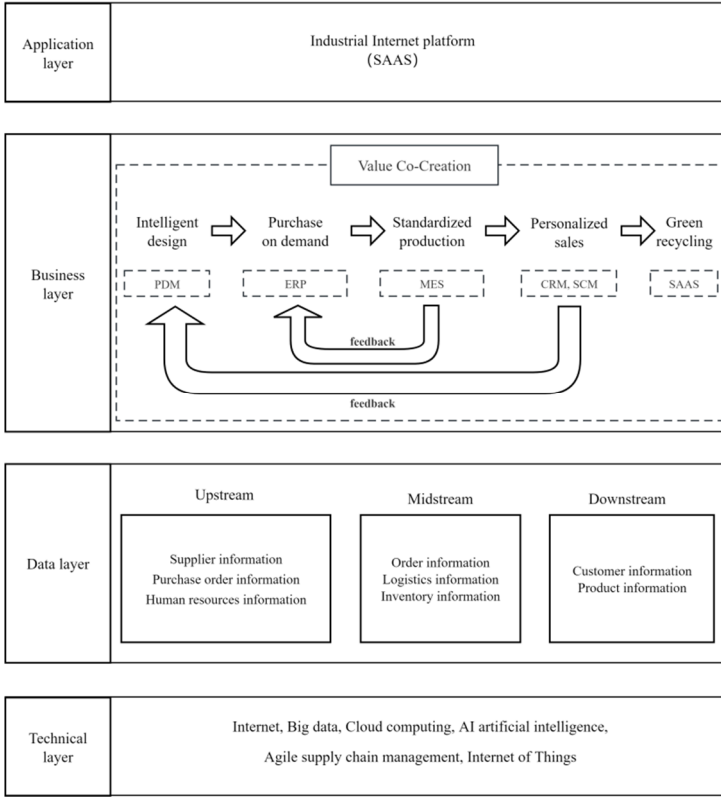 Application
layer
Industrial Internet platform
(SAAS)
Business
layer
Value Co-Creation
Intelligent
design
Purchase
on demand
Standardized
production
Personalized
sales
Green
recycling
PDM
ERP
MES
CRM, SCM
SAAS
feedback
feedback
Data layer
Upstream
Midstream
Downstream
Supplier information
Purchase order information
Human resources information
Order information
Logistics information
Inventory information
Customer information
Product information
Technical
layer
Internet, Big data, Cloud computing, AI artificial intelligence,
Agile supply chain management, Internet of Things